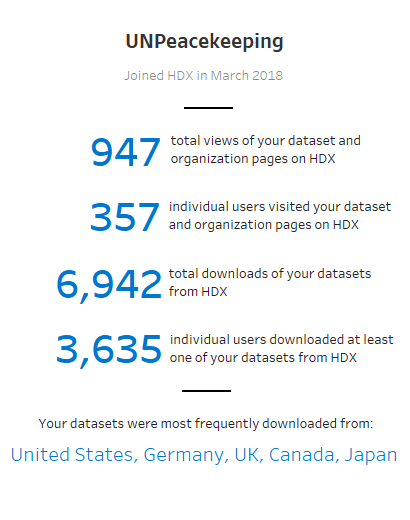 UNPeacekeeping
Joined HDX in March 2018
947 total views of your dataset and
organization pages on HDX
357 individual users visited your dataset
and organization pages on HDX
6,942 total downloads of your datasets
from HDX
3,635 individual users downloaded at least
one of your datasets from HDX
Your datasets were most frequently downloaded from:
United States, Germany, UK, Canada, Japan